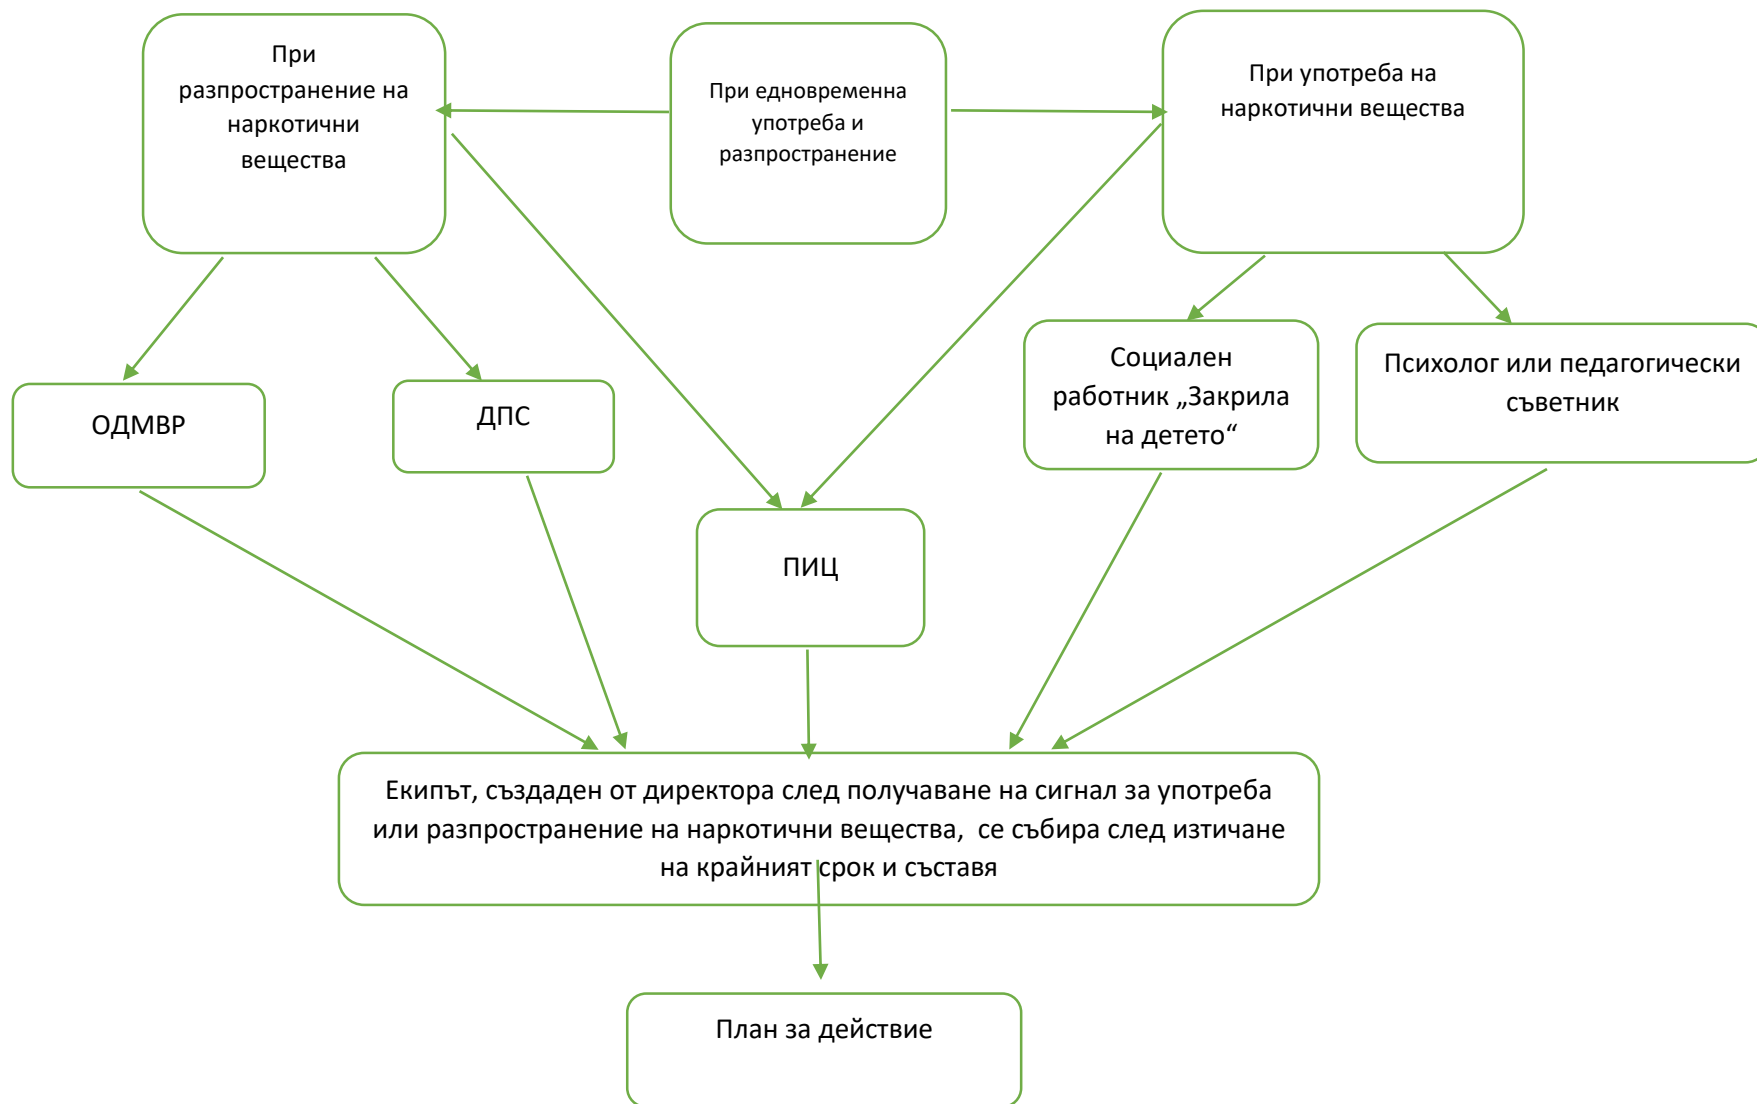 При
разпространение на
наркотични
вещества
При едновременна
употреба и
разпространение
При употреба на
наркотични вещества
ОДМВР
ДПС
Социален
работник „Закрила
на детето“
Психолог или педагогически
съветник
ПИЦ
Екипът, създаден от директора след получаване на сигнал за употреба
или разпространение на наркотични вещества, се събира след изтичане
на крайният срок и съставя
План за действие